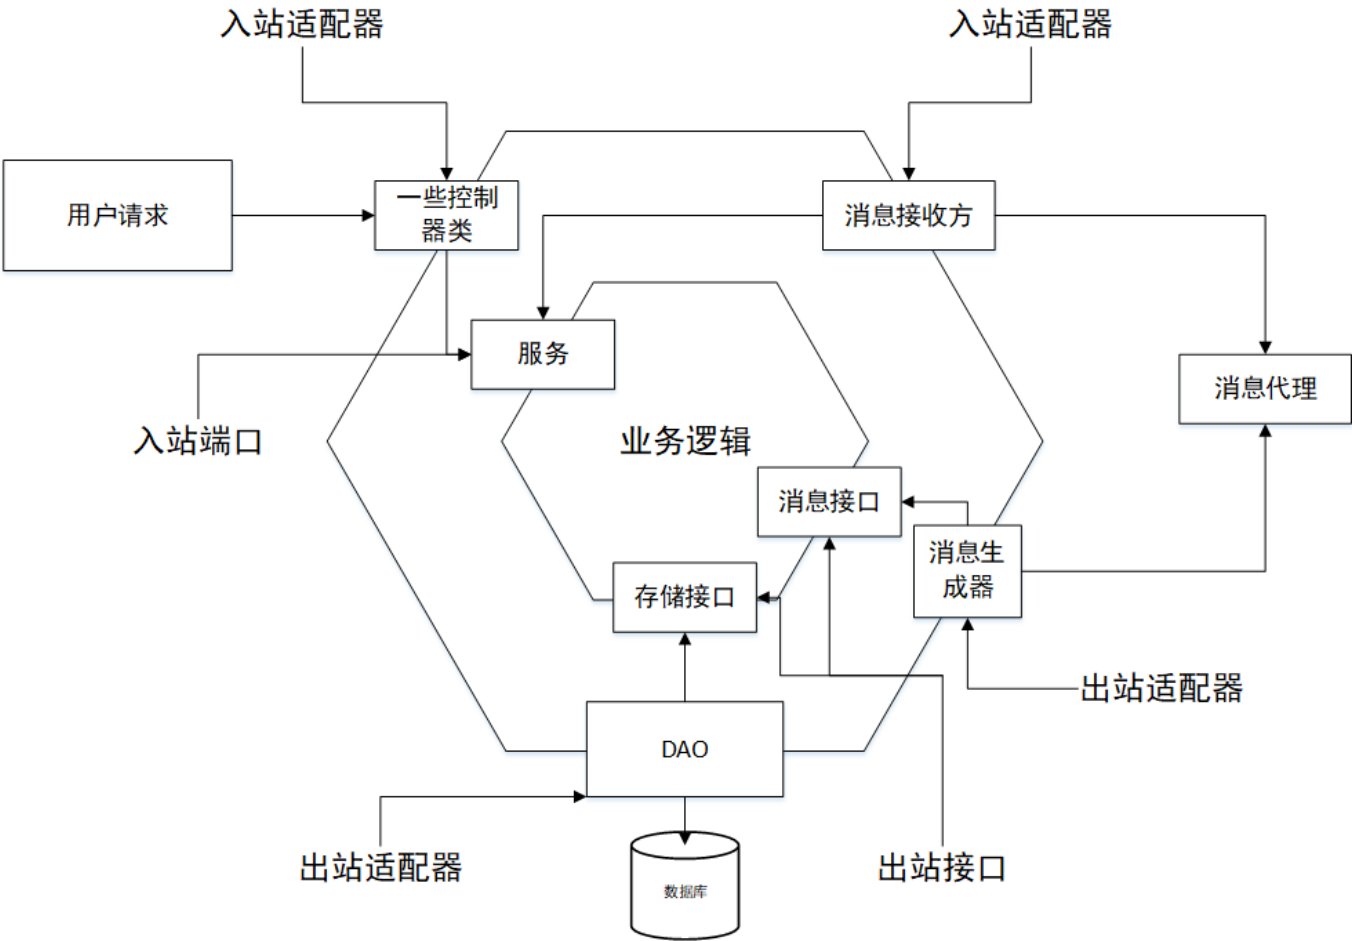 入站适配器
入站适配器
用户请求
一些控制
器类
消息接收方
服务
消息代理
入站端口
业务逻辑
消息接口
消息生
成器
存储接口
出站适配器
DAO
出站适配器
出站接口
数据库